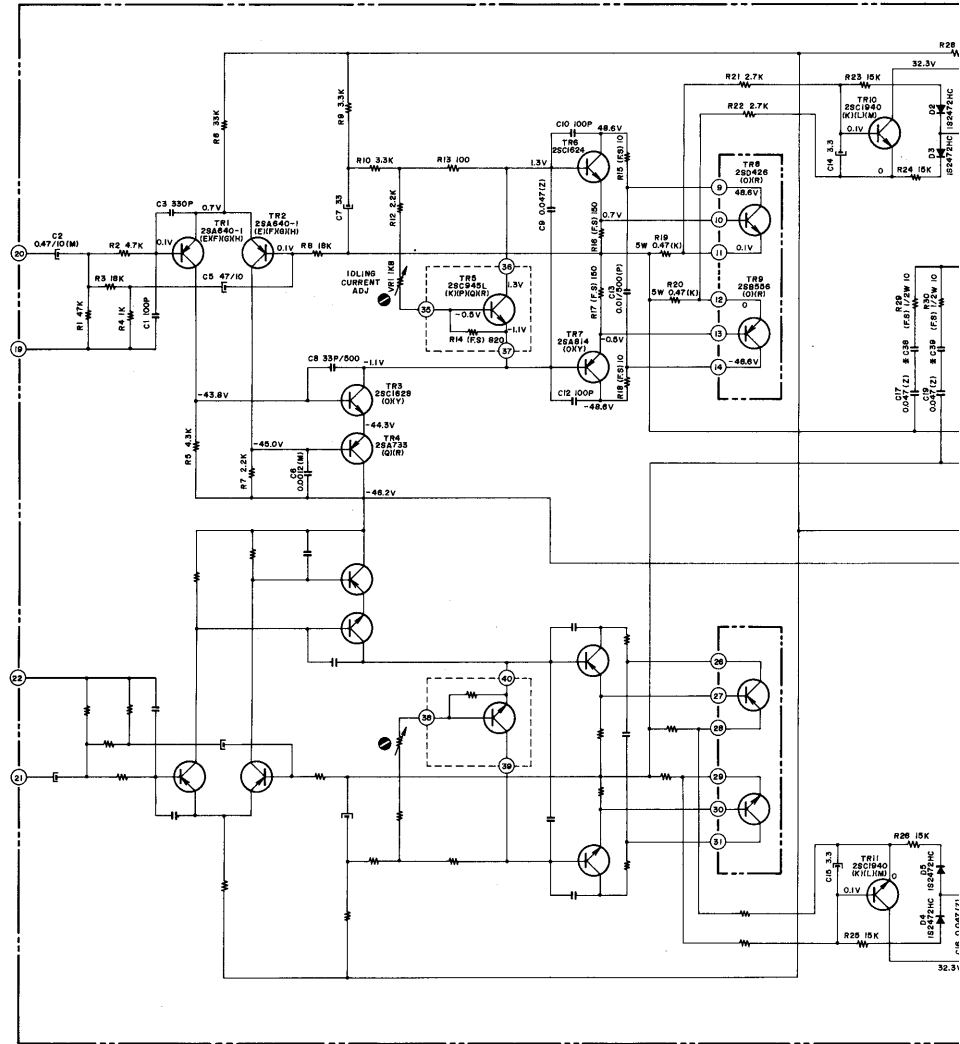 R28
32.3V
R21 2.7K
R23 15K
R6 33K
R9 3.3K
TR10
2SC1940
(K)(L)(M)
D2
1S2472HC
R22 2.7K
C10 100P
48.6V
TR6
2SC1624
R15 (F.S) 10
0.1V
C14 3.3
D3
1S2472HC
R10 3.3K
R13 100
1.3V
0
R24 15K
TR8
2SD426
(O)(R)
C3 330P
0.7V
C7 33
R12 2.2K
C9 0.047(Z)
9
48.6V
TR1
2SA640-1
(E)(F)(G)(H)
TR2
2SA640-1
(E)(F)(G)(H)
0.7V
10
R16 (F.S) 150
C2
0.47/10(M)
R2 4.7K
0.1V
0.1V
R8 18K
R19
5W 0.47(K)
11
0.1V
20
R3 18K
C5 47/10
IDLING
CURRENT
ADJ
VR1 1KB
36
1.3V
TR5
2SC945L
(K)(P)(Q)(R)
R17 (F.S) 150
C13
0.01/500(P)
R20
5W 0.47(K)
12
0
TR9
2SB556
(O)(R)
R29
(F.S) 1/2W 10
R30
(F.S) 1/2W 10
R1 47K
R4 1K
C1 100P
35
-0.5V
-1.1V
R14 (F.S) 820
13
-0.5V
19
37
TR7
2SA814
(O)(Y)
※C38
※C39
C8 33P/500
-1.1V
14
-48.6V
R18 (F.S) 10
TR3
2SC1628
(O)(Y)
C12 100P
-48.6V
C17
0.047(Z)
C19
0.047(Z)
-43.8V
-44.3V
TR4
2SA733
(Q)(R)
R5 4.3K
-45.0V
R7 2.2K
C6
0.0012(M)
-46.2V
22
40
26
27
38
28
21
39
29
30
31
R26 15K
C15 3.3
TR11
2SC1940
(K)(L)(M)
0
D5
1S2472HC
0.1V
D4
1S2472HC
R25 15K
C16 0.047(Z)
32.3V